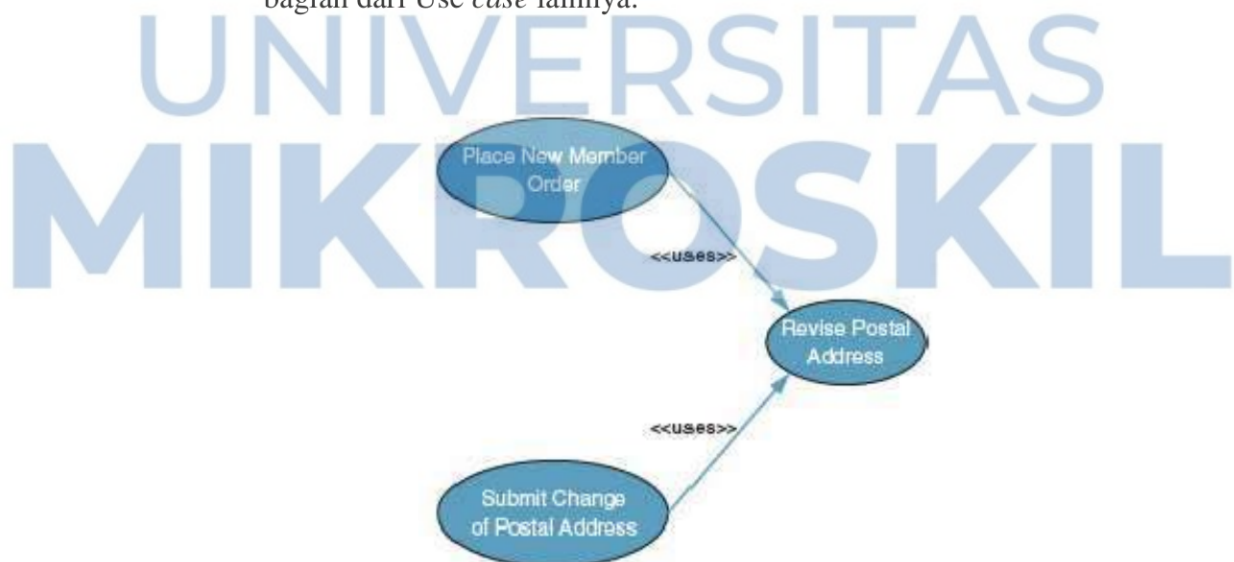 bagian dari Use case lainnya.
UNIVERSITAS
MIKROSKIL
Place New Member
Order
<<uses>>
Revise Postal
Address
<<uses>>
Submit Change
of Postal Address